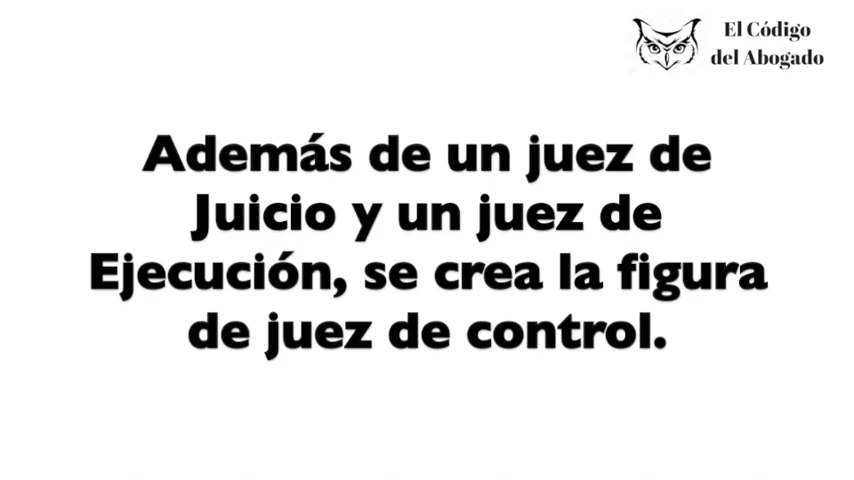 El Código
del Abogado
Además de un juez de
Juicio y un juez de
Ejecución, se crea la figura
de juez de control.